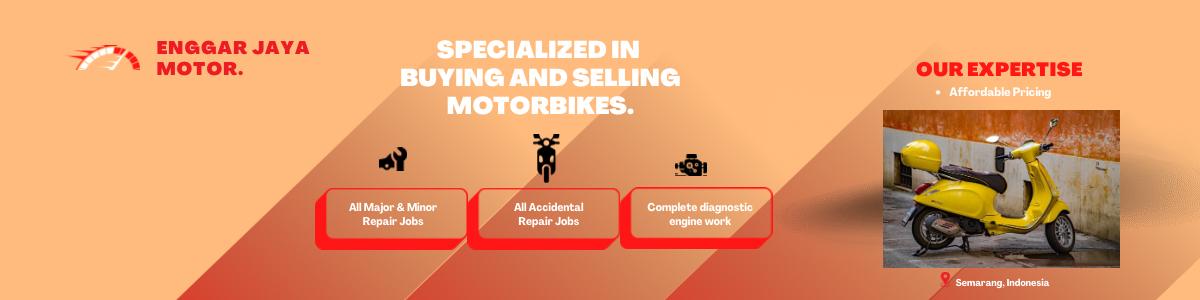 ENGGAR JAYA
MOTOR.
SPECIALIZED IN
BUYING AND SELLING
MOTORBIKES.
All Major & Minor
Repair Jobs
All Accidental
Repair Jobs
Complete diagnostic
engine work
OUR EXPERTISE
• Affordable Pricing
Semarang, Indonesia